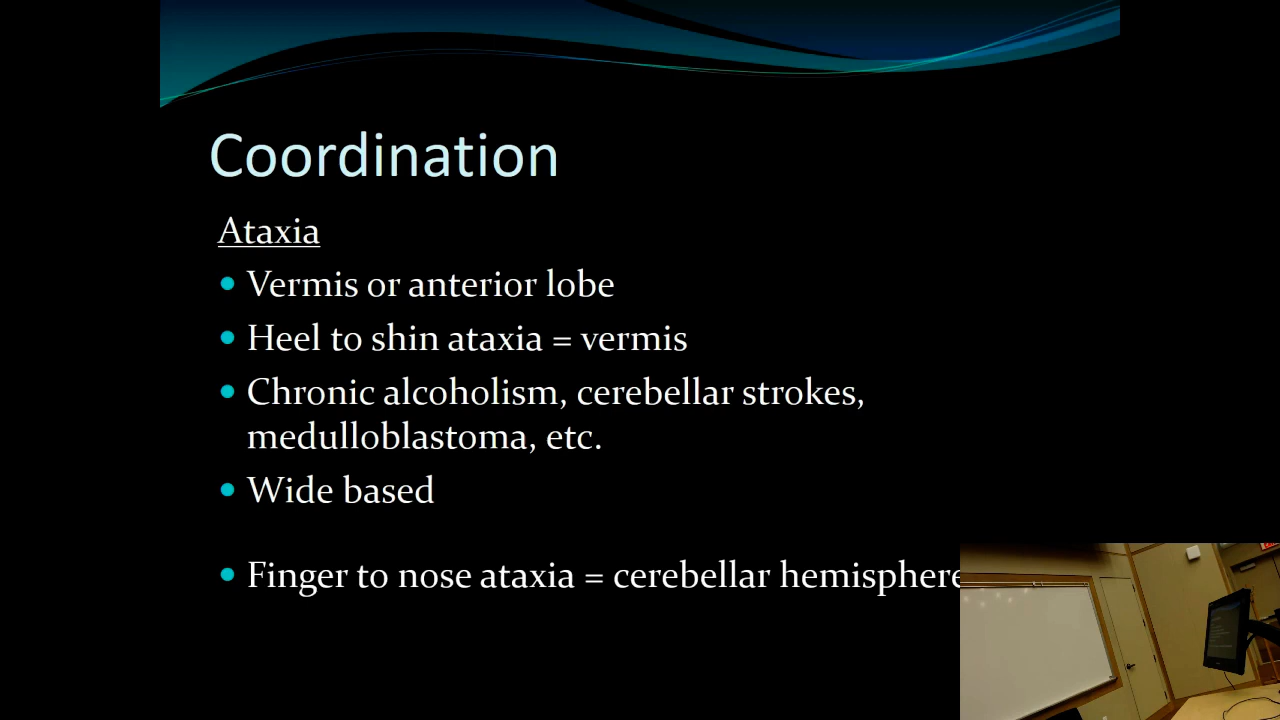 Coordination
Ataxia
Vermis or anterior lobe
Heel to shin ataxia = vermis
Chronic alcoholism, cerebellar strokes,
medulloblastoma, etc.
Wide based
Finger to nose ataxia = cerebellar hemisphere